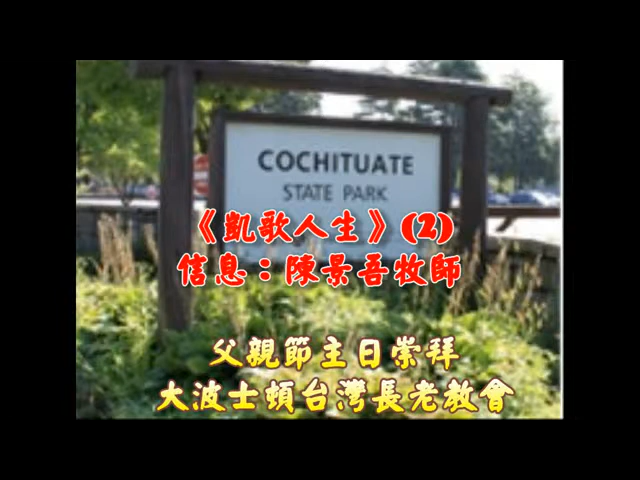 COCHITUATE
STATE PARK
《凱歌人生》(2)
信息：陳景吾牧師
父親節主日崇拜
大波士頓台灣長老教會